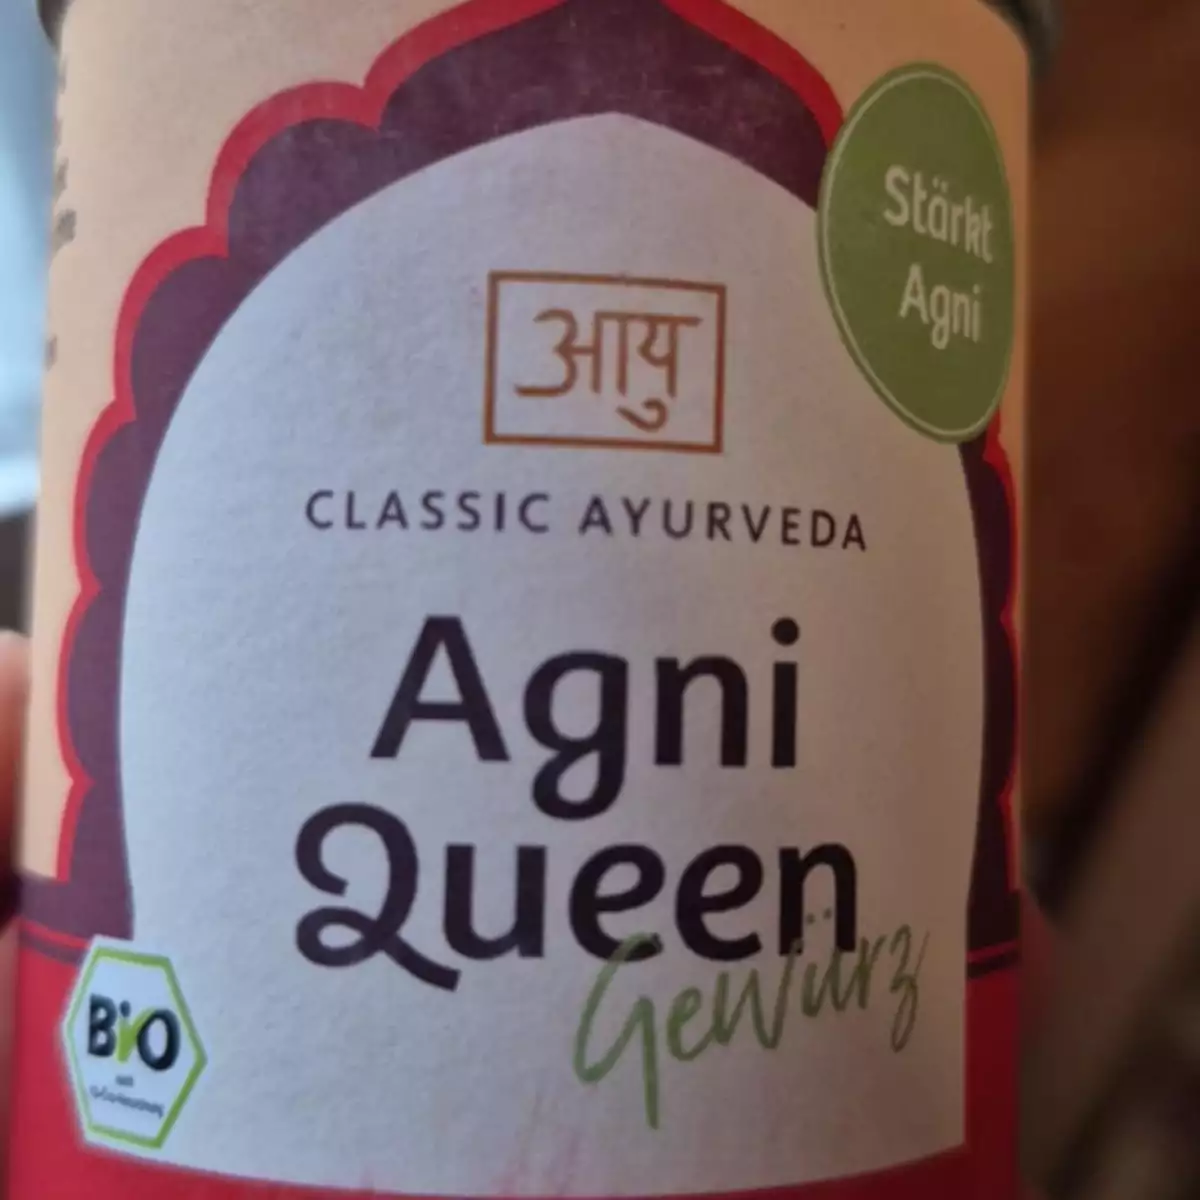 Stärkt
Agni
आयु
CLASSIC AYURVEDA
Agni
Queen
Gewürz
Bio